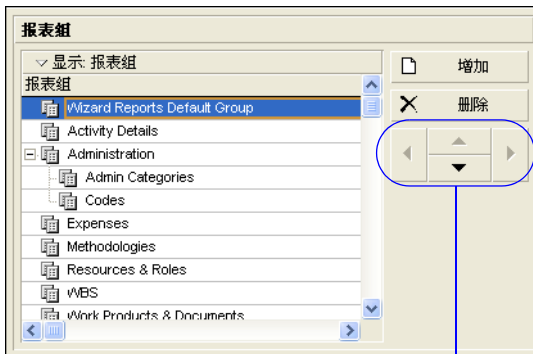 报表组
显示: 报表组
增加
报表组
Wizard Reports Default Group
删除
Activity Details
Administration
Admin Categories
Codes
Expenses
Methodologies
Resources & Roles
WBS
Work Products & Documents